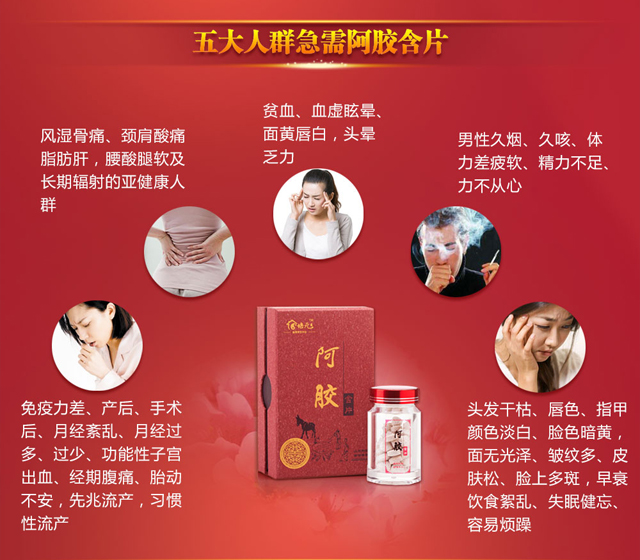 五大人群急需阿胶含片
贫血、血虚眩晕、
面黄唇白，头晕
乏力
风湿骨痛、颈肩酸痛
脂肪肝，腰酸腿软及
长期辐射的亚健康人
群
男性久烟、久咳、体
力差疲软、精力不足、
力不从心
免疫力差、产后、手术
后、月经紊乱、月经过
多、过少、功能性子宫
出血、经期腹痛、胎动
不安，先兆流产，习惯
性流产
头发干枯、唇色、指甲
颜色淡白、脸色暗黄，
面无光泽、皱纹多、皮
肤松、脸上多斑，早衰
饮食絮乱、失眠健忘、
容易烦躁
阿胶
含片
阿胶